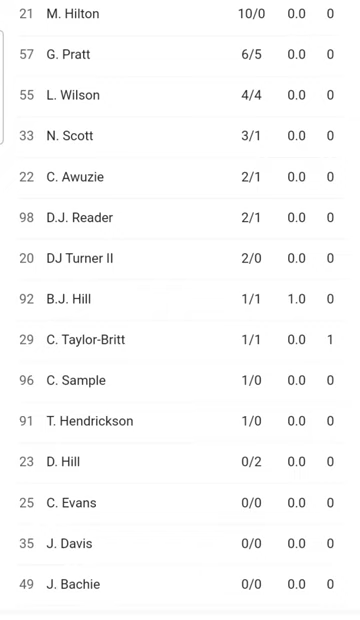 21 M. Hilton 10/0 0.0 0
57 G. Pratt 6/5 0.0 0
55 L. Wilson 4/4 0.0 0
33 N. Scott 3/1 0.0 0
22 C. Awuzie 2/1 0.0 0
98 D.J. Reader 2/1 0.0 0
20 DJ Turner II 2/0 0.0 0
92 B.J. Hill 1/1 1.0 0
29 C. Taylor-Britt 1/1 0.0 1
96 C. Sample 1/0 0.0 0
91 T. Hendrickson 1/0 0.0 0
23 D. Hill 0/2 0.0 0
25 C. Evans 0/0 0.0 0
35 J. Davis 0/0 0.0 0
49 J. Bachie 0/0 0.0 0